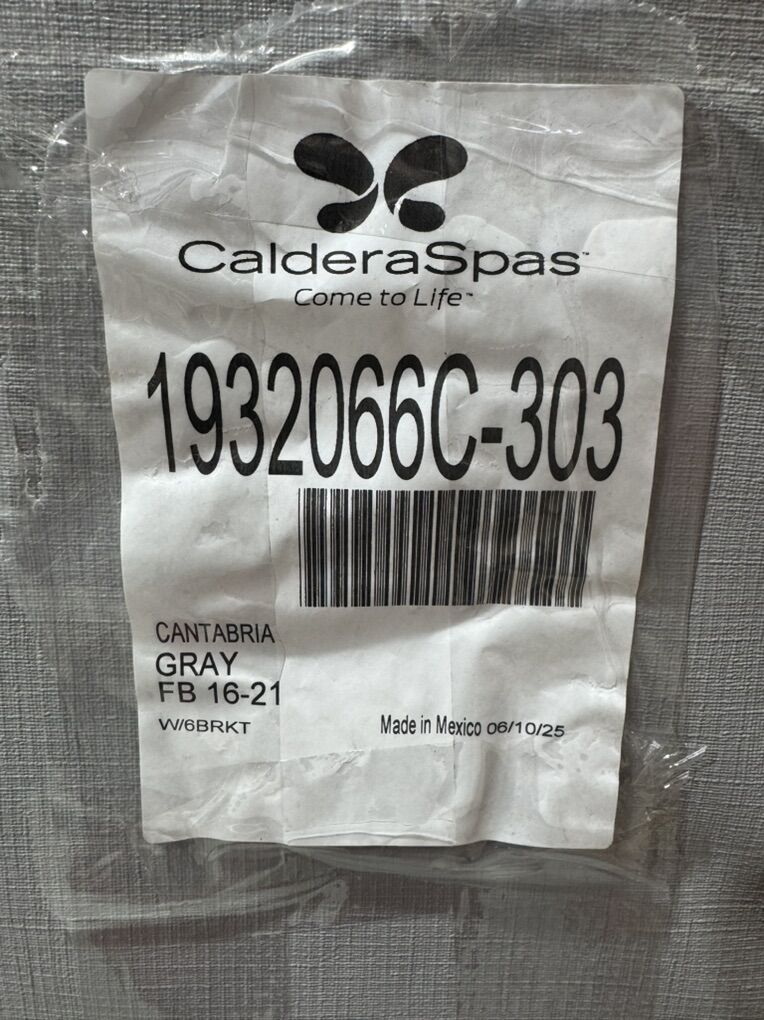 CalderaSpas™
Come to Life™
1932066C-303
CANTABRIA
GRAY
FB 16-21
W/6BRKT
Made in Mexico 06/10/25